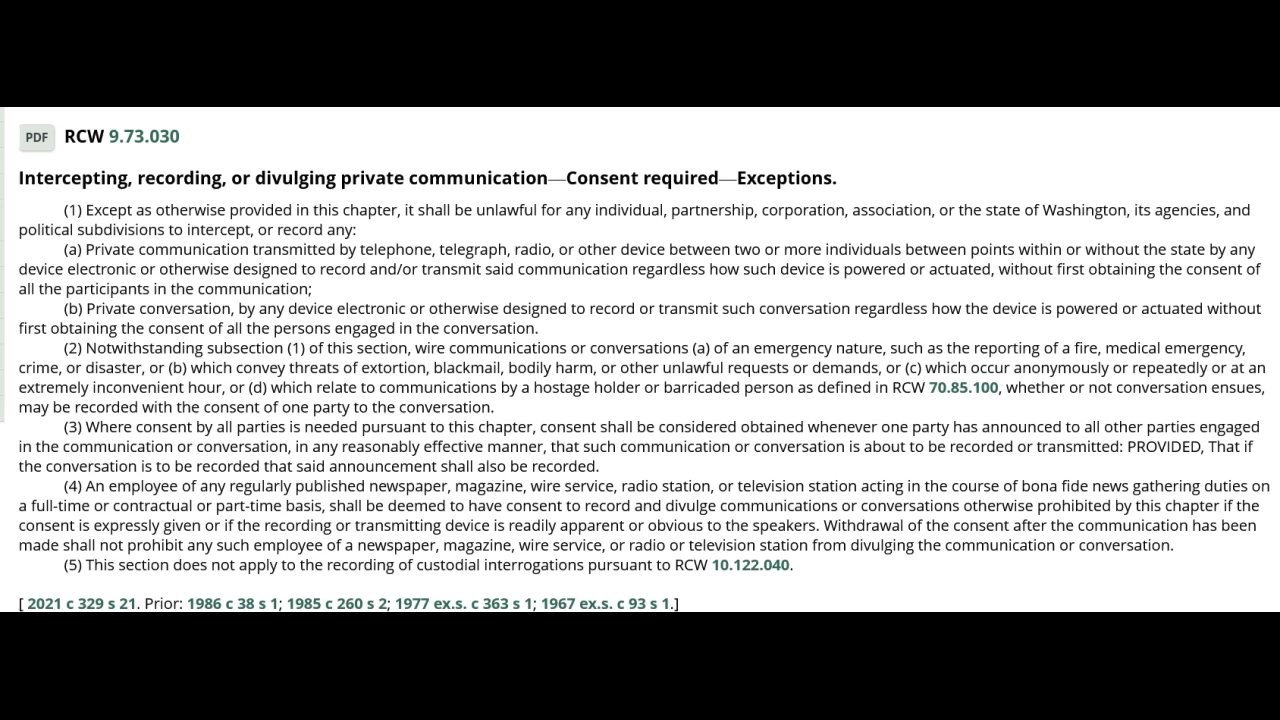 PDF RCW 9.73.030
Intercepting, recording, or divulging private communication—Consent required—Exceptions.
(1) Except as otherwise provided in this chapter, it shall be unlawful for any individual, partnership, corporation, association, or the state of Washington, its agencies, and
political subdivisions to intercept, or record any:
(a) Private communication transmitted by telephone, telegraph, radio, or other device between two or more individuals between points within or without the state by any
device electronic or otherwise designed to record and/or transmit said communication regardless how such device is powered or actuated, without first obtaining the consent of
all the participants in the communication;
(b) Private conversation, by any device electronic or otherwise designed to record or transmit such conversation regardless how the device is powered or actuated without
first obtaining the consent of all the persons engaged in the conversation.
(2) Notwithstanding subsection (1) of this section, wire communications or conversations (a) of an emergency nature, such as the reporting of a fire, medical emergency,
crime, or disaster, or (b) which convey threats of extortion, blackmail, bodily harm, or other unlawful requests or demands, or (c) which occur anonymously or repeatedly or at an
extremely inconvenient hour, or (d) which relate to communications by a hostage holder or barricaded person as defined in RCW 70.85.100, whether or not conversation ensues,
may be recorded with the consent of one party to the conversation.
(3) Where consent by all parties is needed pursuant to this chapter, consent shall be considered obtained whenever one party has announced to all other parties engaged
in the communication or conversation, in any reasonably effective manner, that such communication or conversation is about to be recorded or transmitted: PROVIDED, That if
the conversation is to be recorded that said announcement shall also be recorded.
(4) An employee of any regularly published newspaper, magazine, wire service, radio station, or television station acting in the course of bona fide news gathering duties on
a full-time or contractual or part-time basis, shall be deemed to have consent to record and divulge communications or conversations otherwise prohibited by this chapter if the
consent is expressly given or if the recording or transmitting device is readily apparent or obvious to the speakers. Withdrawal of the consent after the communication has been
made shall not prohibit any such employee of a newspaper, magazine, wire service, or radio or television station from divulging the communication or conversation.
(5) This section does not apply to the recording of custodial interrogations pursuant to RCW 10.122.040.
[ 2021 c 329 s 21. Prior: 1986 c 38 s 1; 1985 c 260 s 2; 1977 ex.s. c 363 s 1; 1967 ex.s. c 93 s 1.]